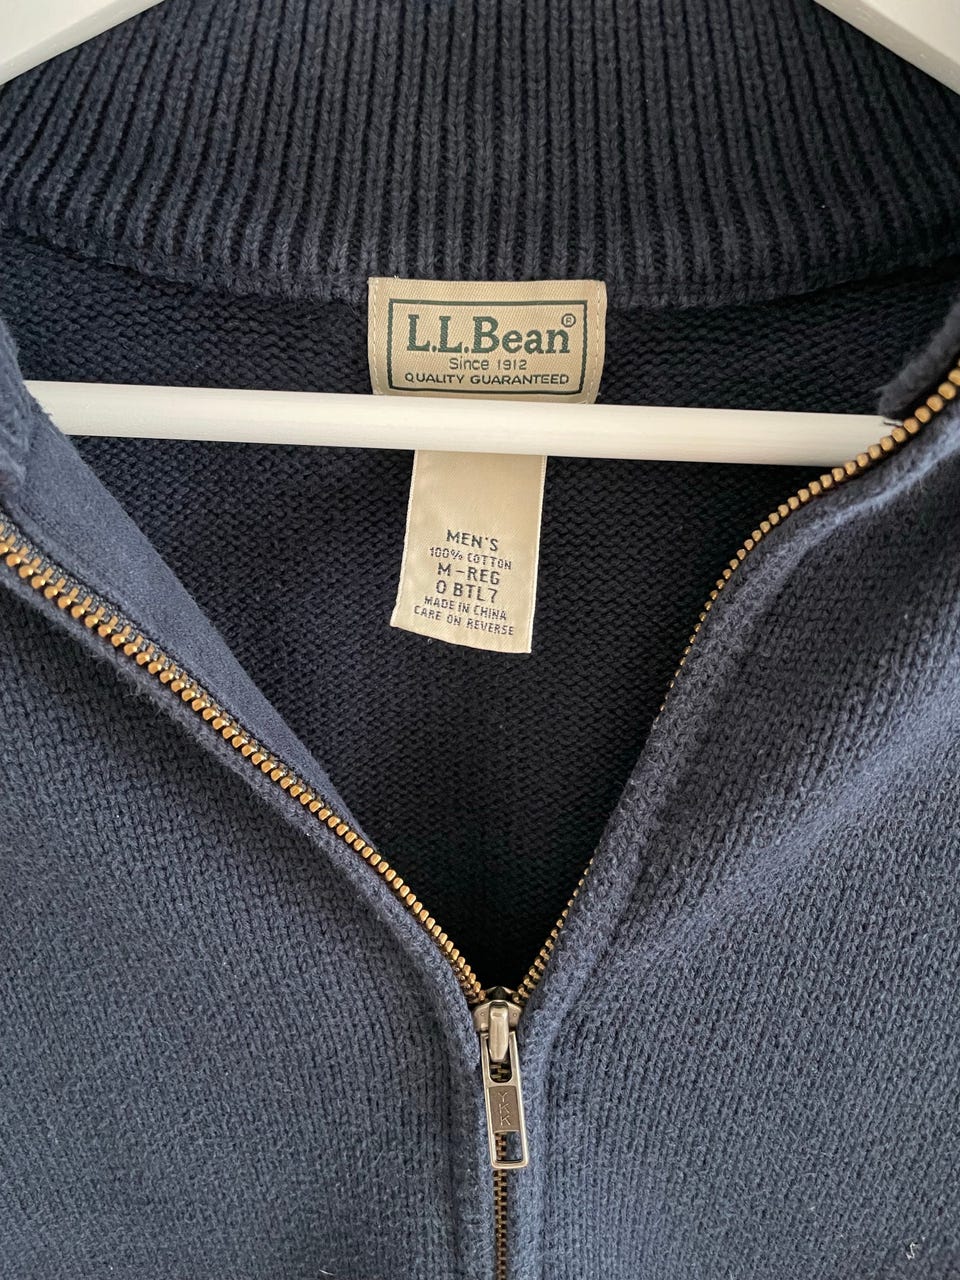 L.L.Bean®
Since 1912
QUALITY GUARANTEED
MEN'S
100% COTTON
M-REG
0 BTL7
MADE IN CHINA
CARE ON REVERSE
YKK